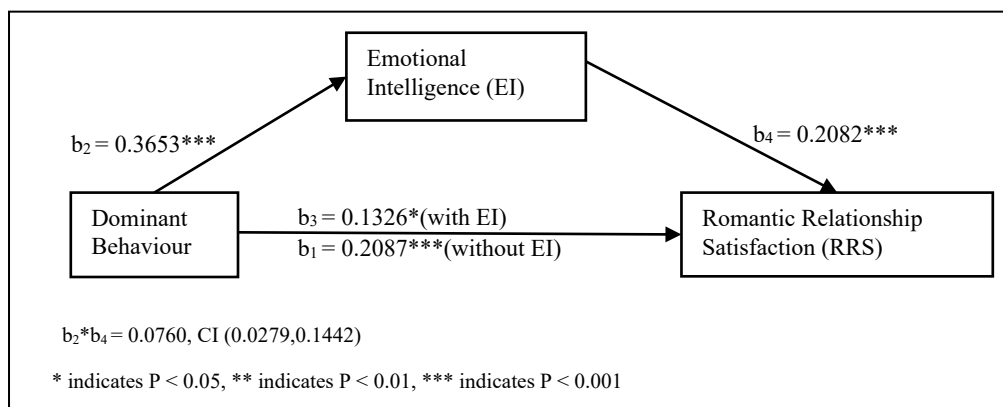 Emotional
Intelligence (EI)
b₂ = 0.3653***
b₄ = 0.2082***
Dominant
Behaviour
b₃ = 0.1326* (with EI)
b₁ = 0.2087***(without EI)
Romantic Relationship
Satisfaction (RRS)
b₂*b₄ = 0.0760, CI (0.0279,0.1442)
* indicates P < 0.05, ** indicates P < 0.01, *** indicates P < 0.001